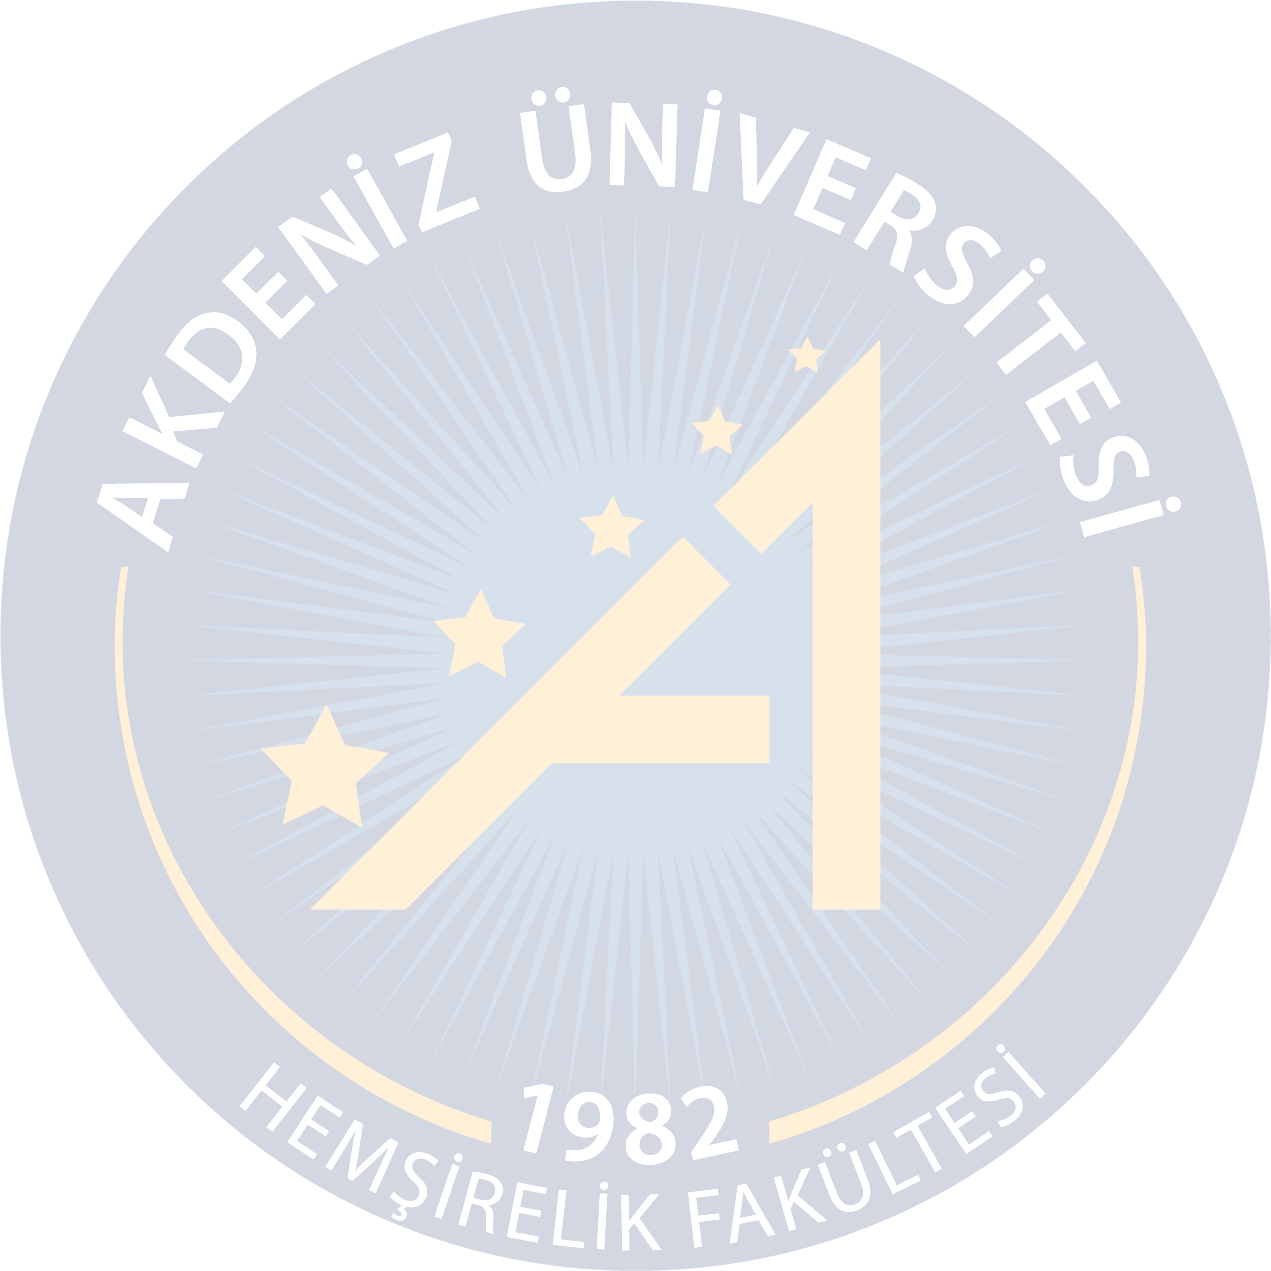 AKDENİZ ÜNİVERSİTESİ
1982
HEMŞİRELİK FAKÜLTESİ